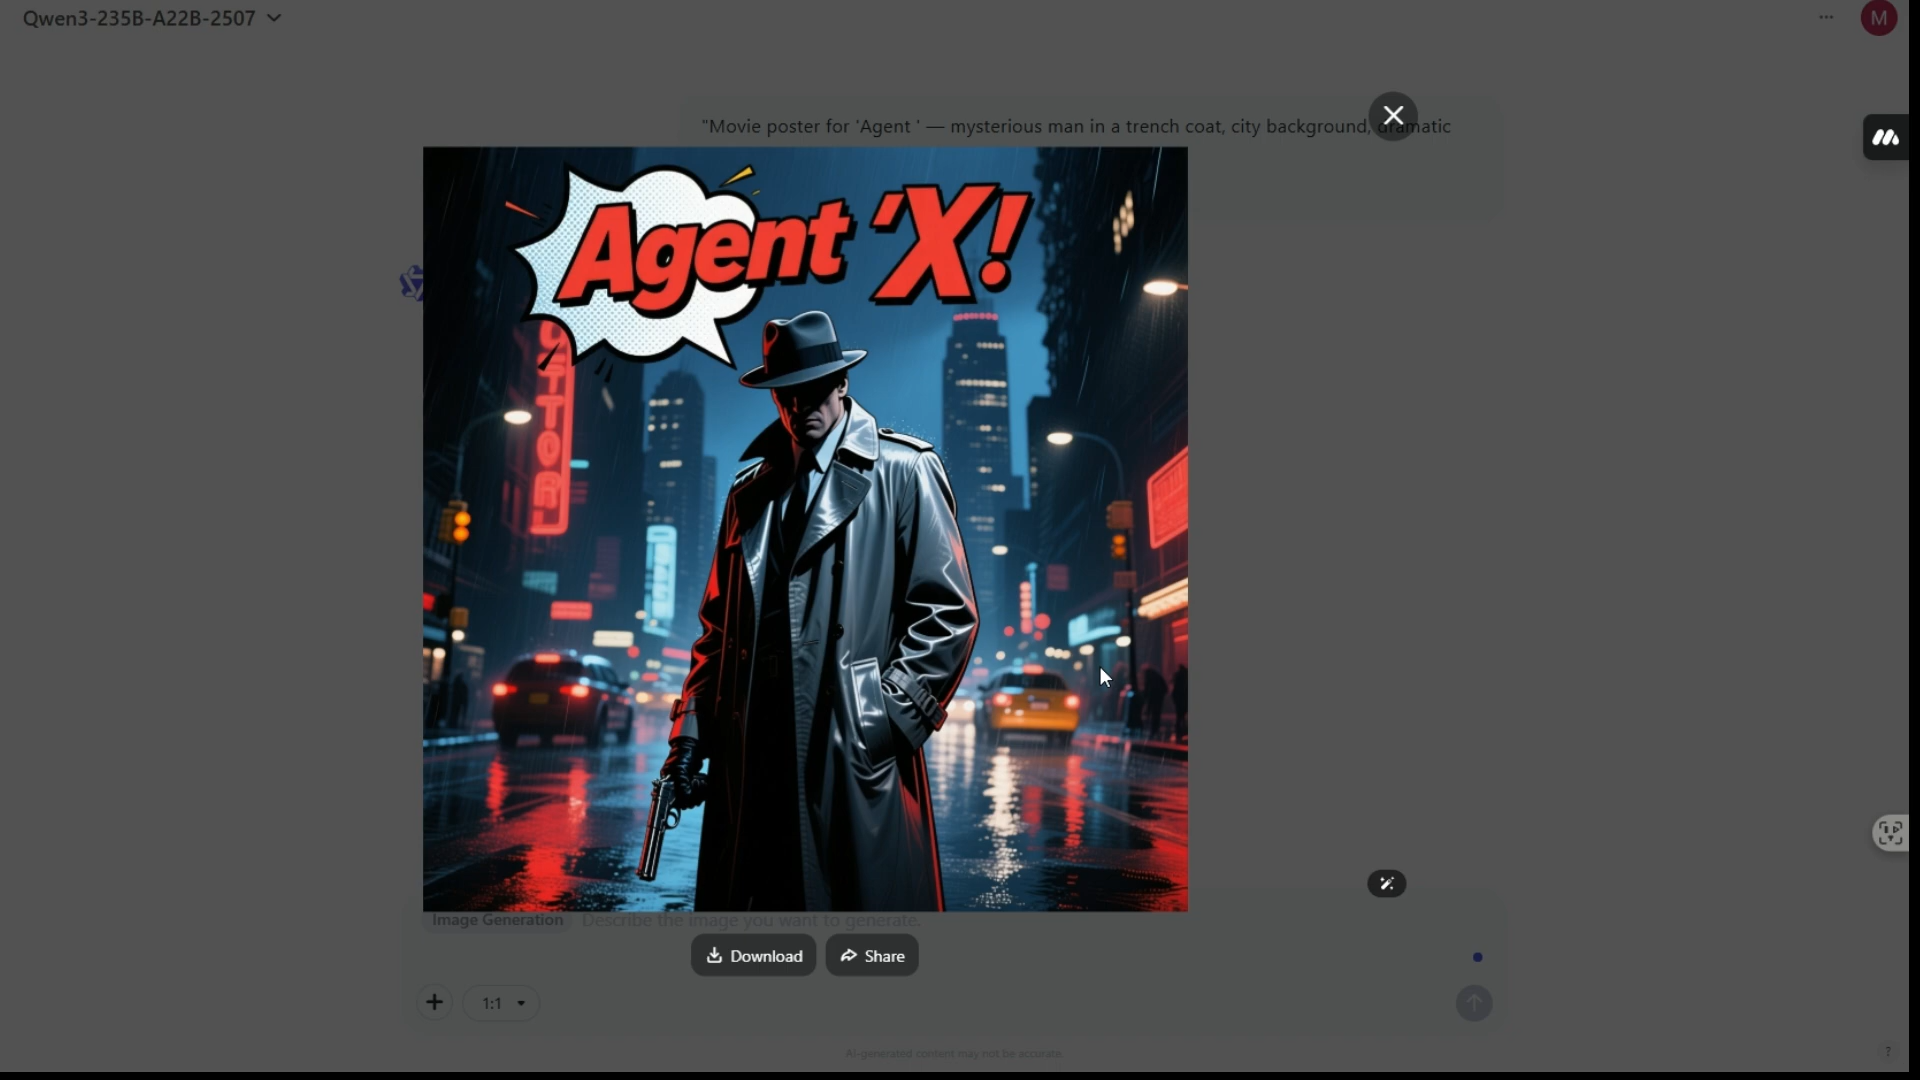 Qwen3-235B-A22B-2507
M
"Movie poster for 'Agent ' — mysterious man in a trench coat, city background, dramatic
Agent 'X!
Image Generation Describe the image you want to generate.
Download Share
1:1
AI-generated content may not be accurate.
?